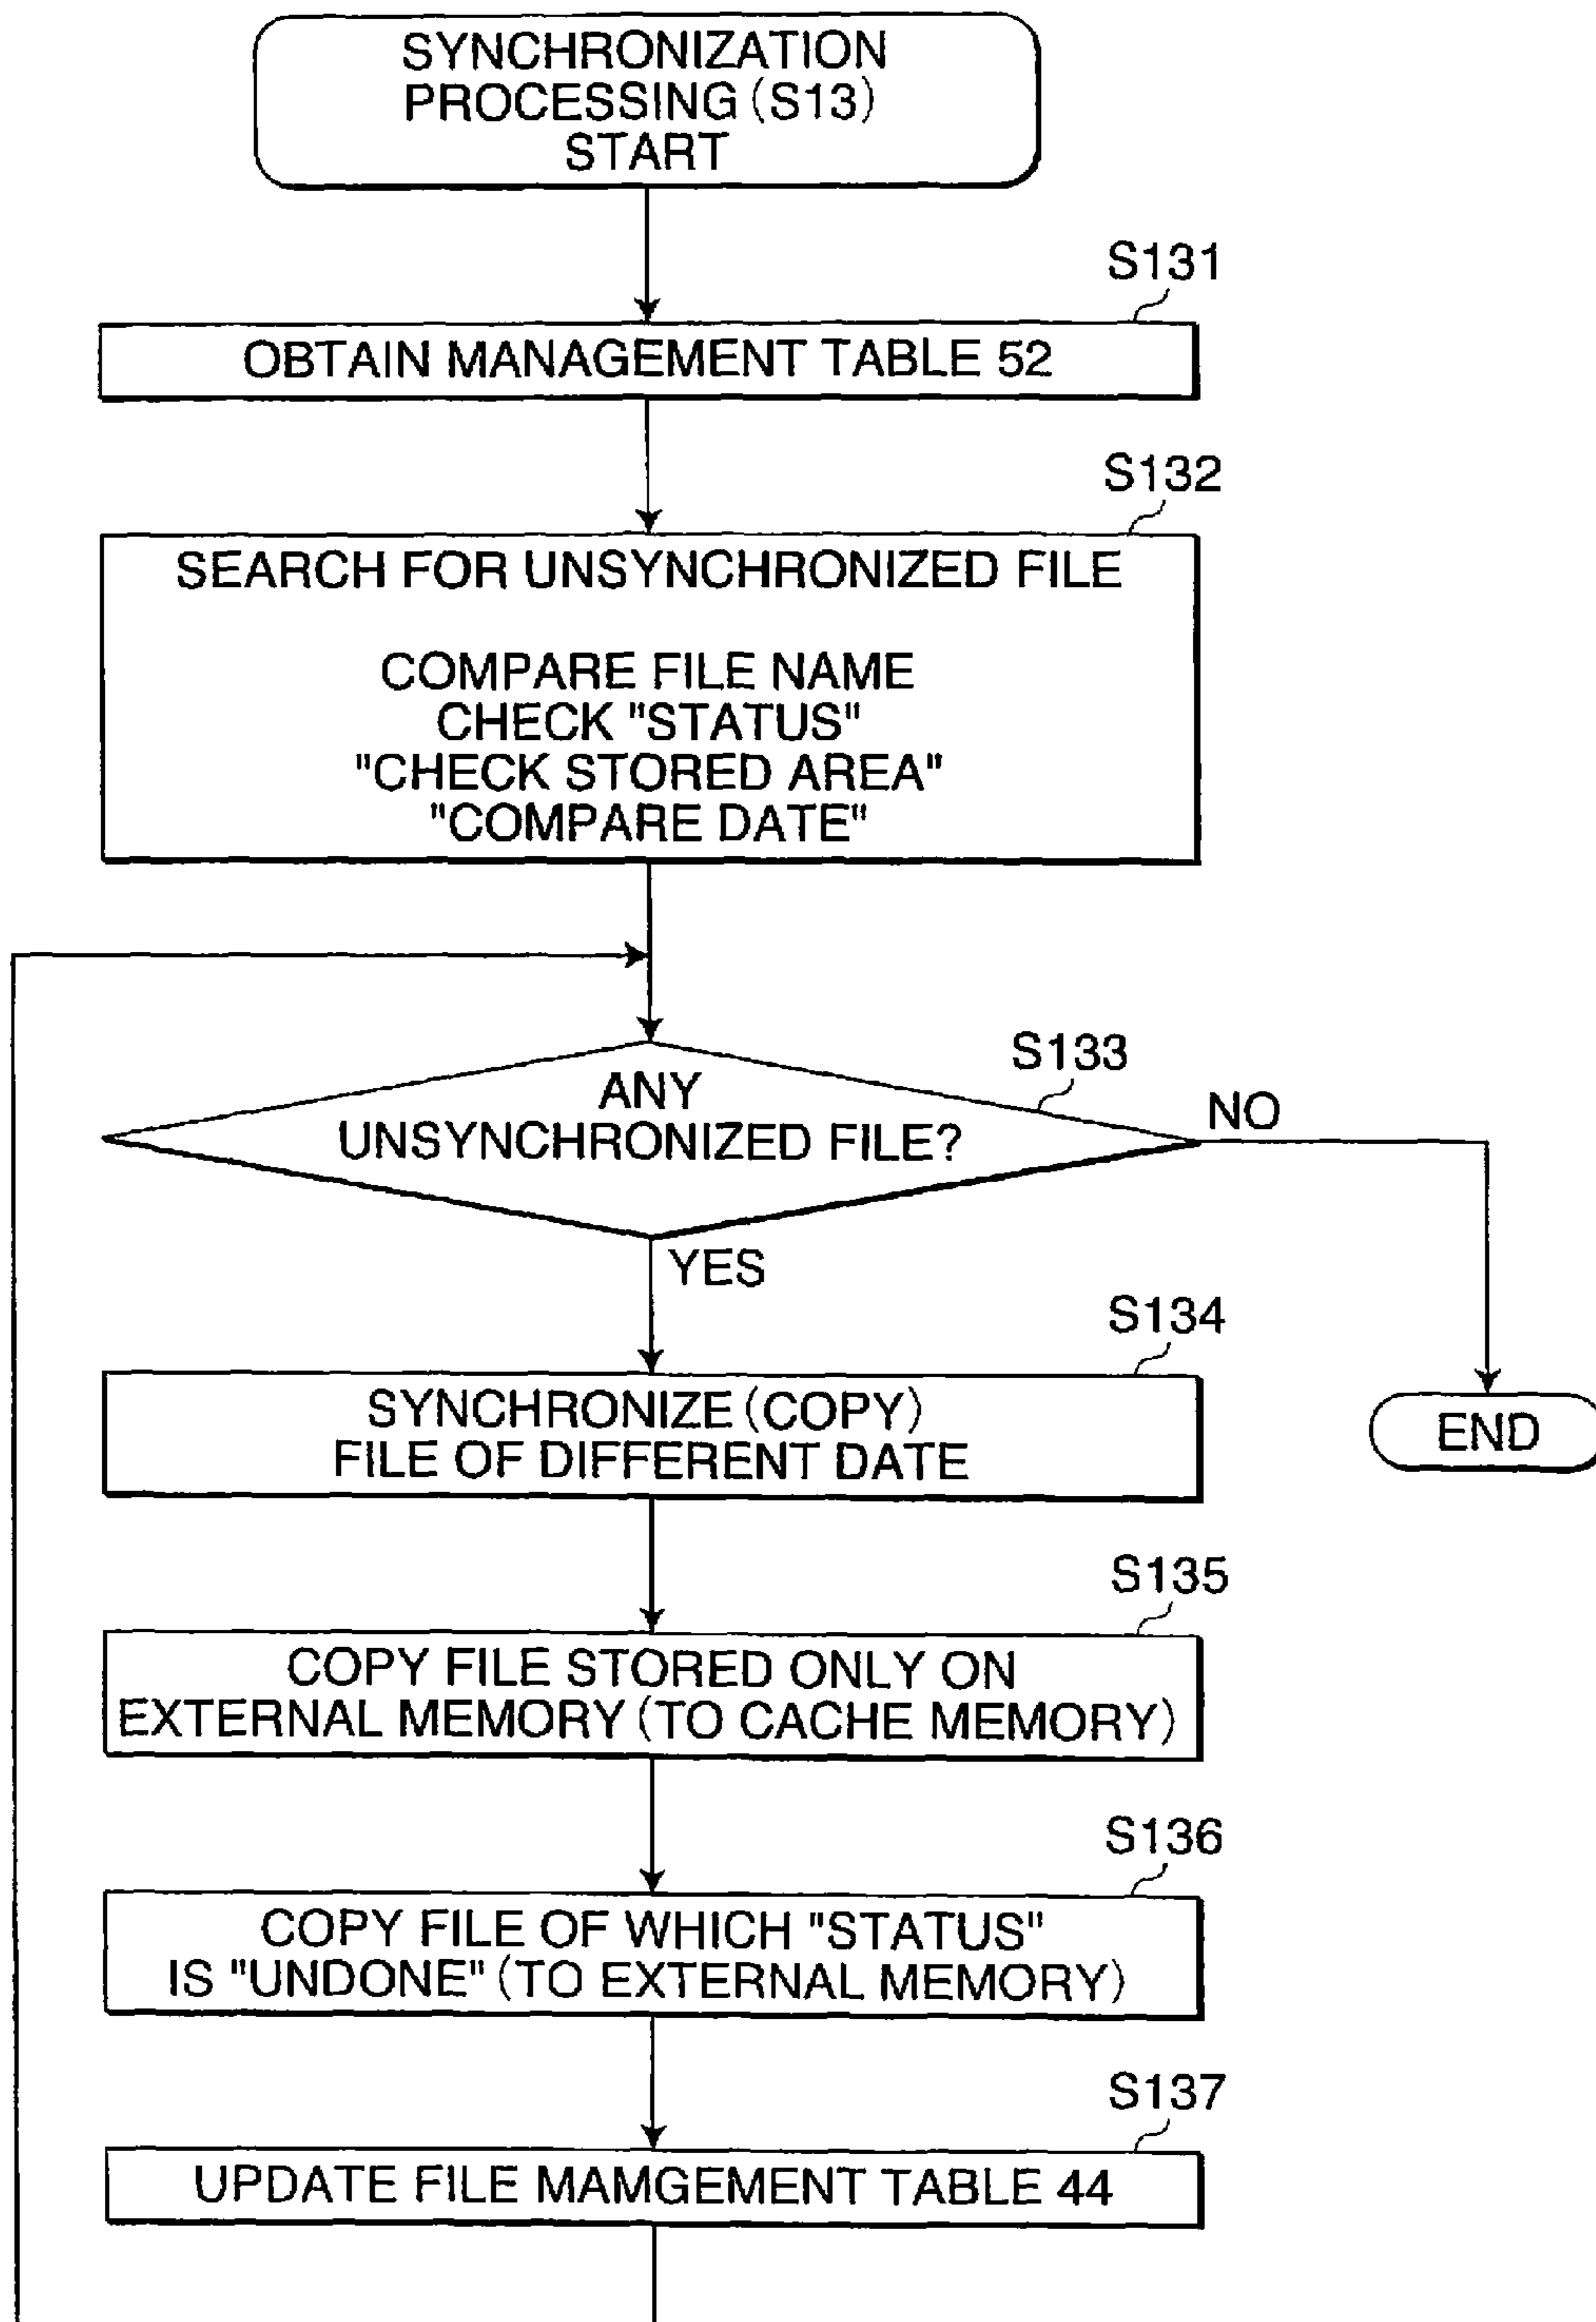 SYNCHRONIZATION
PROCESSING (S13)
START
S131
OBTAIN MANAGEMENT TABLE 52
S132
SEARCH FOR UNSYNCHRONIZED FILE
COMPARE FILE NAME
CHECK "STATUS"
"CHECK STORED AREA"
"COMPARE DATE"
S133
ANY
UNSYNCHRONIZED FILE?
NO
YES
S134
SYNCHRONIZE (COPY)
FILE OF DIFFERENT DATE
END
S135
COPY FILE STORED ONLY ON
EXTERNAL MEMORY (TO CACHE MEMORY)
S136
COPY FILE OF WHICH "STATUS"
IS "UNDONE" (TO EXTERNAL MEMORY)
S137
UPDATE FILE MAMGEMENT TABLE 44